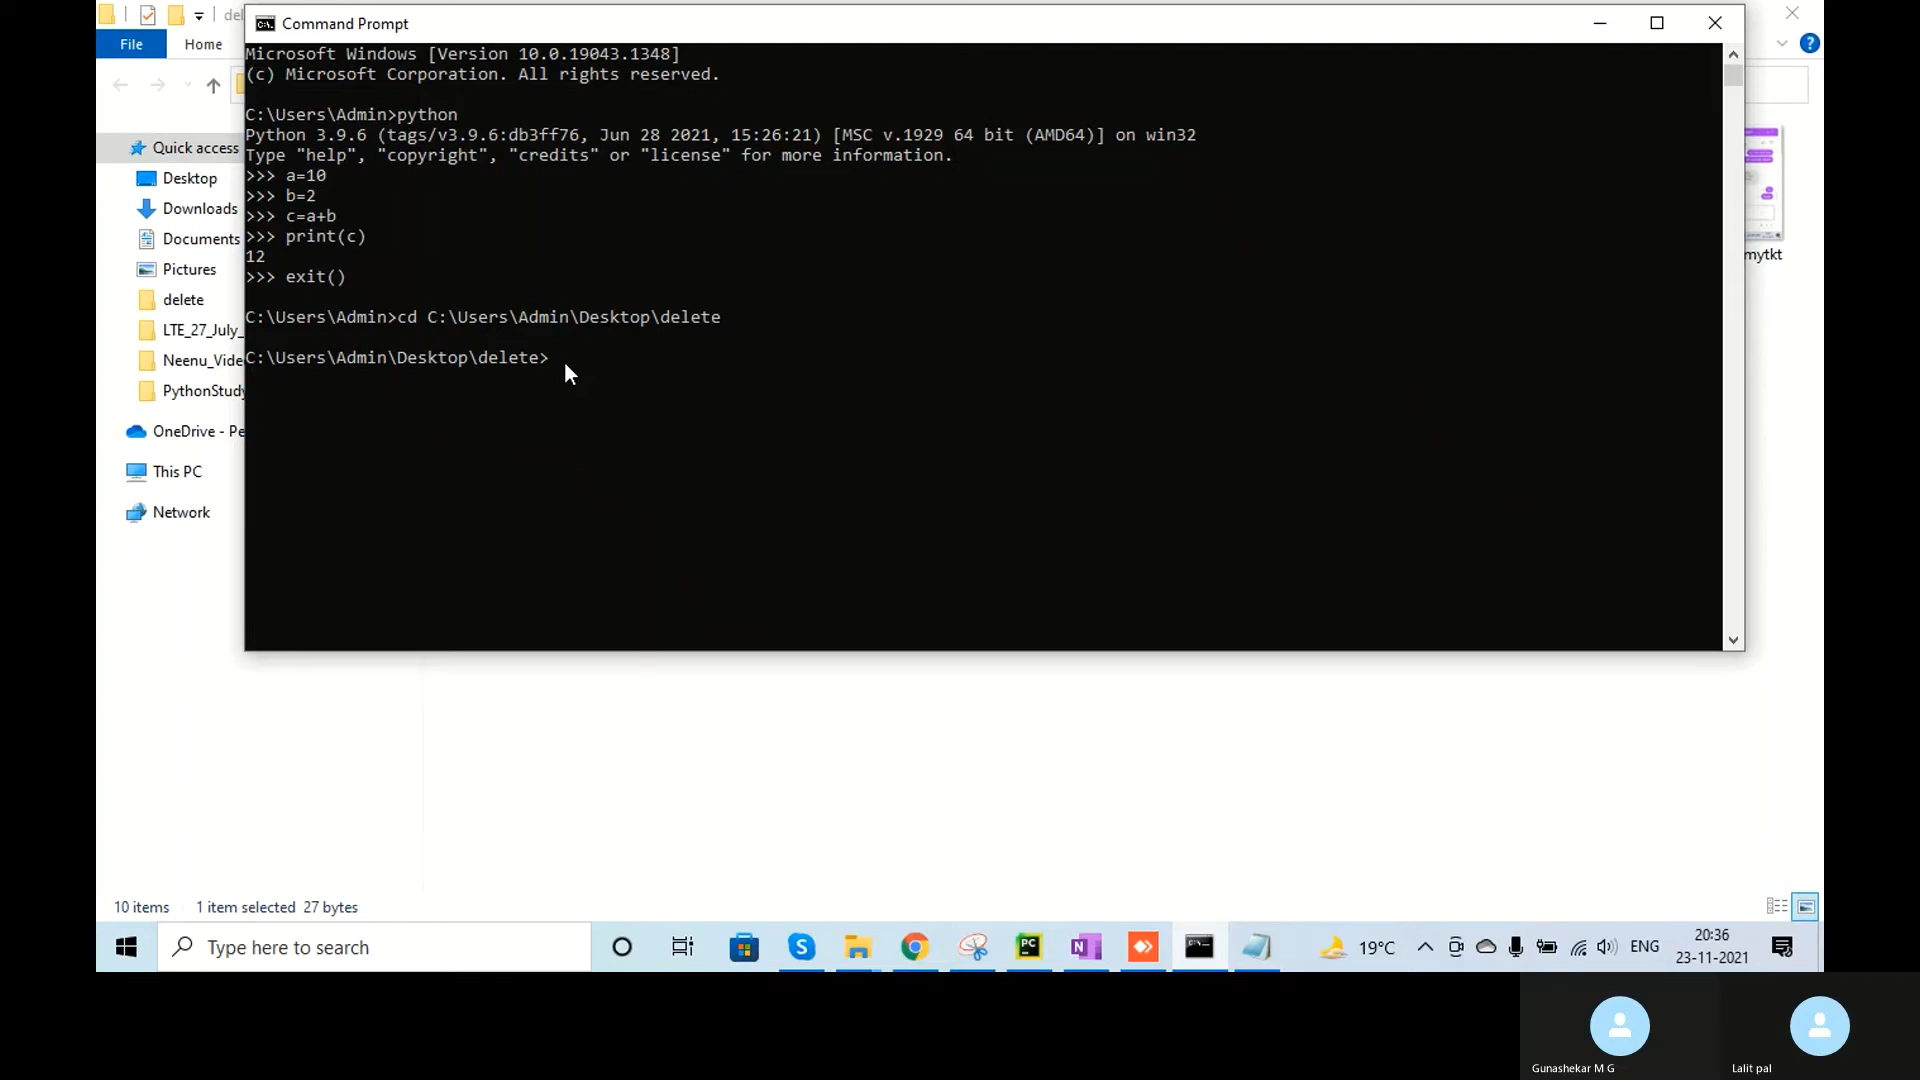 del
Command Prompt
File
Home
Microsoft Windows [Version 10.0.19043.1348]
(c) Microsoft Corporation. All rights reserved.
C:\Users\Admin>python
Python 3.9.6 (tags/v3.9.6:db3ff76, Jun 28 2021, 15:26:21) [MSC v.1929 64 bit (AMD64)] on win32
Type "help", "copyright", "credits" or "license" for more information.
>>> a=10
>>> b=2
>>> c=a+b
>>> print(c)
12
>>> exit()
C:\Users\Admin>cd C:\Users\Admin\Desktop\delete
C:\Users\Admin\Desktop\delete>
Quick access
Desktop
Downloads
Documents
Pictures
delete
LTE_27_July_
Neenu_Vide
PythonStudy
OneDrive - Pe
This PC
Network
mytkt
10 items 1 item selected 27 bytes
Type here to search
19°C
ENG
20:36
23-11-2021
Gunashekar M G
Lalit pal